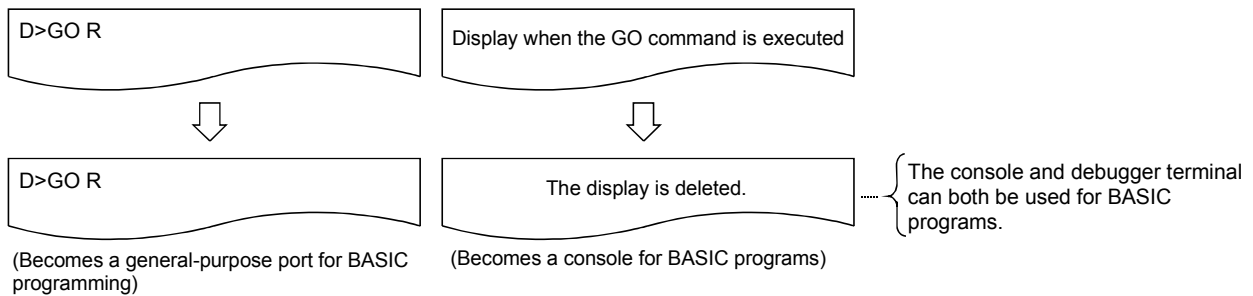 D>GO R
Display when the GO command is executed
D>GO R
The display is deleted.
The console and debugger terminal
can both be used for BASIC
programs.
(Becomes a general-purpose port for BASIC
programming)
(Becomes a console for BASIC programs)